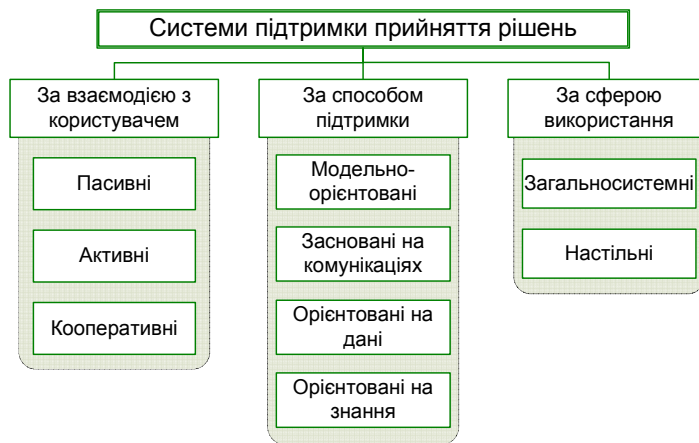 Системи підтримки прийняття рішень
За взаємодією з
користувачем
Пасивні
Активні
Кооперативні
За способом
підтримки
Модельно-
орієнтовані
Засновані на
комунікаціях
Орієнтовані на
дані
Орієнтовані на
знання
За сферою
використання
Загальносистемні
Настільні